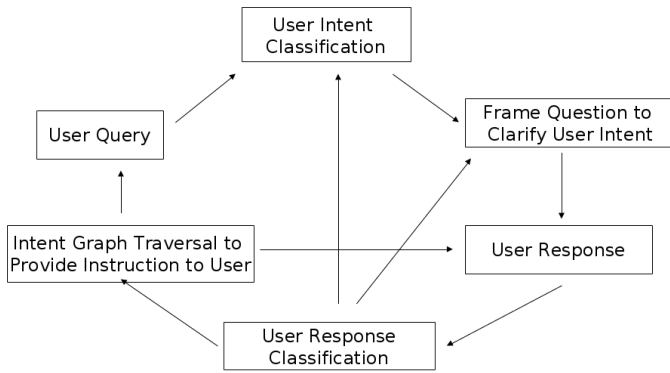 User Intent
Classification
Frame Question to
Clarify User Intent
User Query
Intent Graph Traversal to
Provide Instruction to User
User Response
User Response
Classification